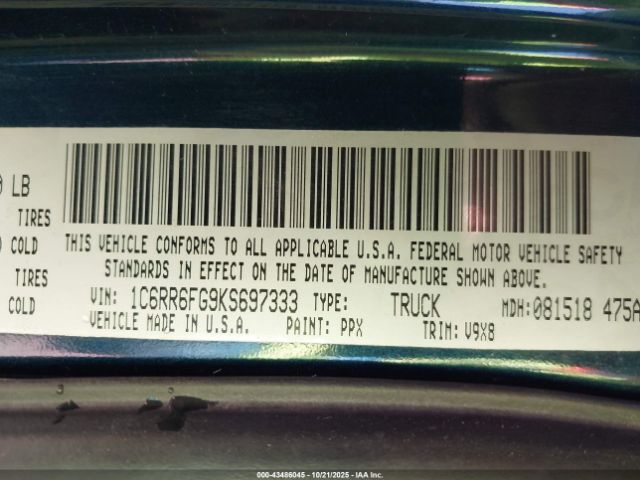 LB
TIRES
COLD
TIRES
COLD
THIS VEHICLE CONFORMS TO ALL APPLICABLE U.S.A. FEDERAL MOTOR VEHICLE SAFETY
STANDARDS IN EFFECT ON THE DATE OF MANUFACTURE SHOWN ABOVE.
VIN: 1C6RR6FG9KS697333 TYPE: TRUCK MDH:081518 475A
VEHICLE MADE IN U.S.A. PAINT: PPX TRIM: V9X8
000-43486045 - 10/21/2025 - IAA Inc.